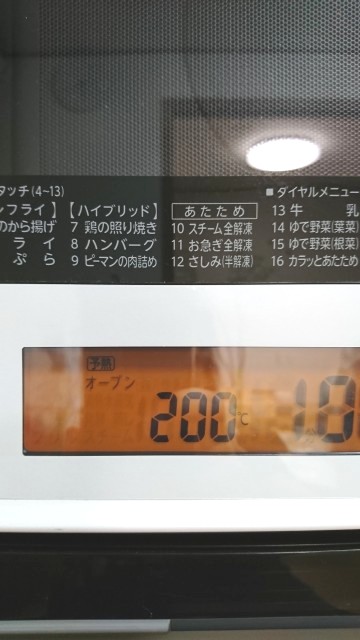 タッチ(4~13)
■ダイヤルメニュー
フライ】【ハイブリッド】 あたため 13 牛 乳
のから揚げ 7 鶏の照り焼き 10 スチーム全解凍 14 ゆで野菜(葉菜)
ライ 8 ハンバーグ 11 お急ぎ全解凍 15 ゆで野菜(根菜)
ぷら 9 ピーマンの肉詰め 12 さしみ(半解凍) 16 カラッとあたため
予熱
オーブン
200℃